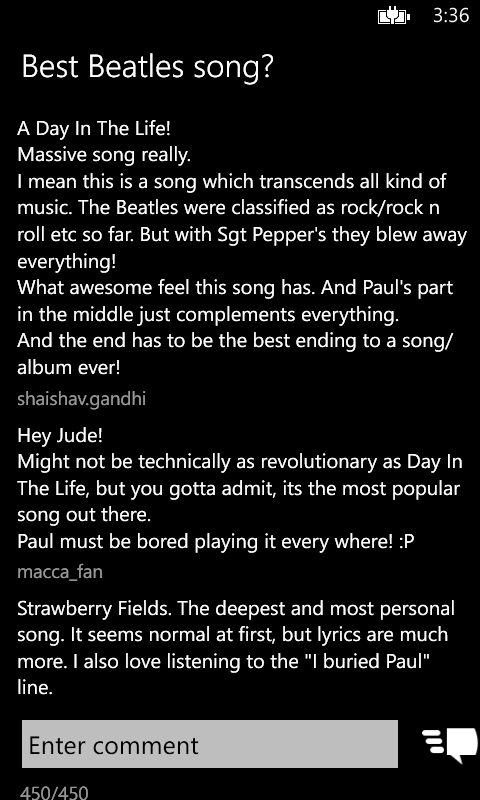 3:36
Best Beatles song?
A Day In The Life!
Massive song really.
I mean this is a song which transcends all kind of
music. The Beatles were classified as rock/rock n
roll etc so far. But with Sgt Pepper's they blew away
everything!
What awesome feel this song has. And Paul's part
in the middle just complements everything.
And the end has to be the best ending to a song/
album ever!
shaishav.gandhi
Hey Jude!
Might not be technically as revolutionary as Day In
The Life, but you gotta admit, its the most popular
song out there.
Paul must be bored playing it every where! :P
macca_fan
Strawberry Fields. The deepest and most personal
song. It seems normal at first, but lyrics are much
more. I also love listening to the "I buried Paul"
line.
Enter comment
450/450